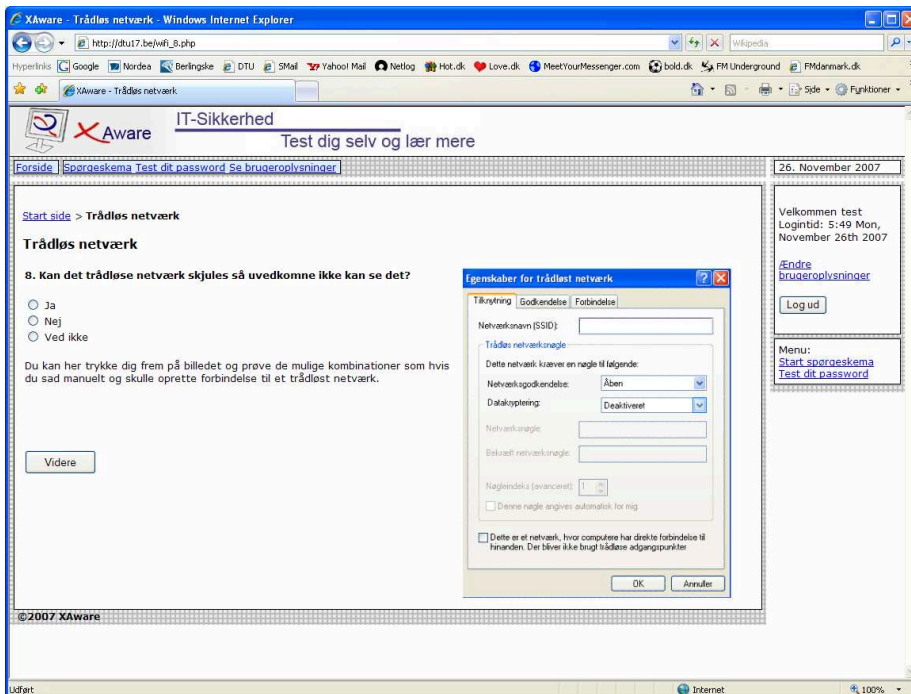 XAware - Trådløs netværk - Windows Internet Explorer
http://dtu17.be/wifi_8.php
Wikipedia
Hyperlinks Google Nordea Berlingske DTU SMail Yahoo! Mail Netlog Hot.dk Love.dk MeetYourMessenger.com bold.dk FM Underground FMdanmark.dk
XAware - Trådløs netværk
Side Funktioner
XAware
IT-Sikkerhed
Test dig selv og lær mere
Forside Spørgeskema Test dit password Se brugeroplysninger
26. November 2007
Start side > Trådløs netværk
Trådløs netværk
8. Kan det trådløse netværk skjules så uvedkomne ikke kan se det?
Ja
Nej
Ved ikke
Du kan her trykke dig frem på billedet og prøve de mulige kombinationer som hvis
du sad manuelt og skulle oprette forbindelse til et trådløst netværk.
Videre
Egenskaber for trådløst netværk
Tilknytning Godkendelse Forbindelse
Netværksnavn (SSID):
Trådløs netværksnøgle
Dette netværk kræver en nøgle til følgende:
Netværksgodkendelse: Åben
Datakryptering: Deaktiveret
Netværksnøgle:
Bekræft netværksnøgle:
Nøgleindeks (avanceret): 1
Denne nøgle angives automatisk for mig
Dette er et netværk, hvor computere har direkte forbindelse til
hinanden. Der bliver ikke brugt trådløse adgangspunkter
OK Annuller
Velkommen test
Logintid: 5:49 Mon,
November 26th 2007
Ændre
brugeroplysninger
Log ud
Menu:
Start spørgeskema
Test dit password
©2007 XAware
Udført
Internet
100%